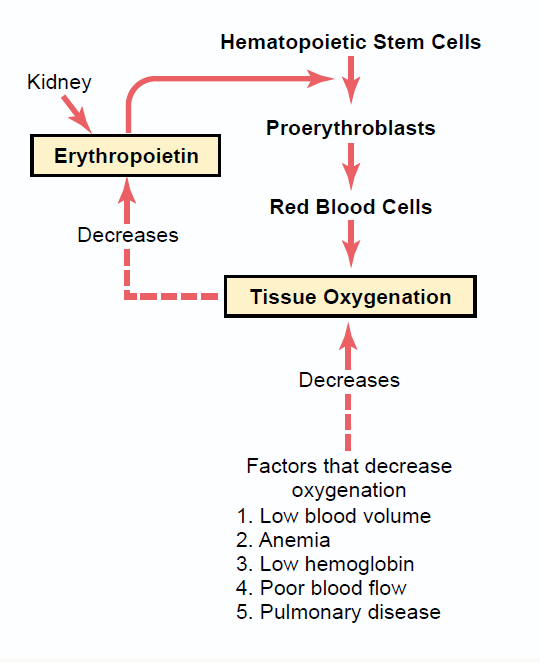 Hematopoietic Stem Cells
Kidney
Proerythroblasts
Erythropoietin
Red Blood Cells
Decreases
Tissue Oxygenation
Decreases
Factors that decrease
oxygenation
1. Low blood volume
2. Anemia
3. Low hemoglobin
4. Poor blood flow
5. Pulmonary disease